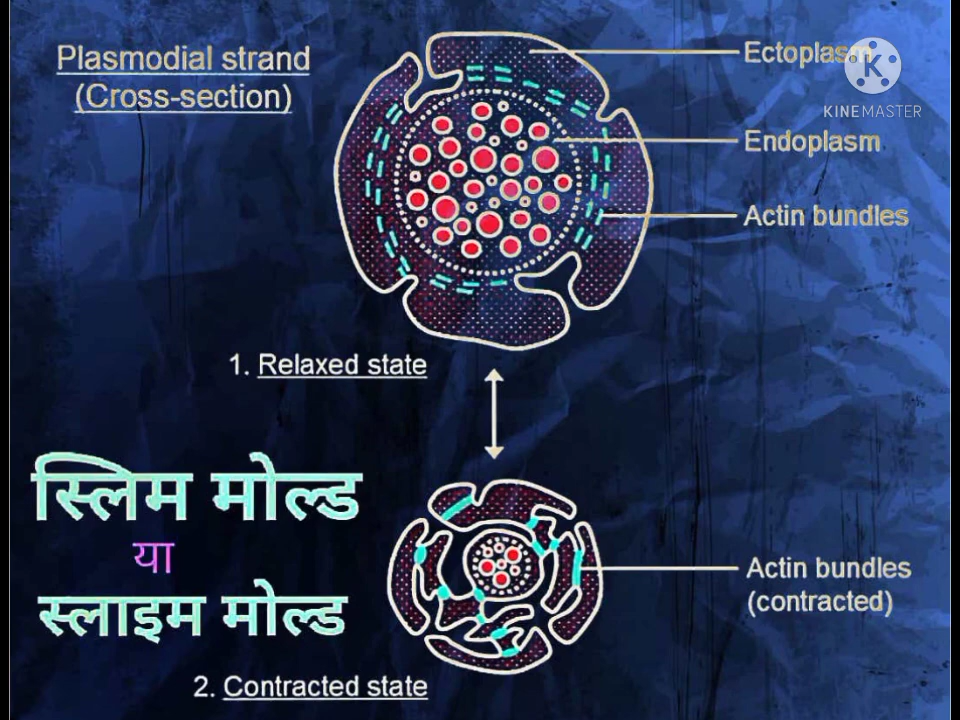 Plasmodial strand
(Cross-section)
Ectoplasm
K
KINEMASTER
Endoplasm
Actin bundles
1. Relaxed state
स्लिम मोल्ड
या
स्लाइम मोल्ड
Actin bundles
(contracted)
2. Contracted state